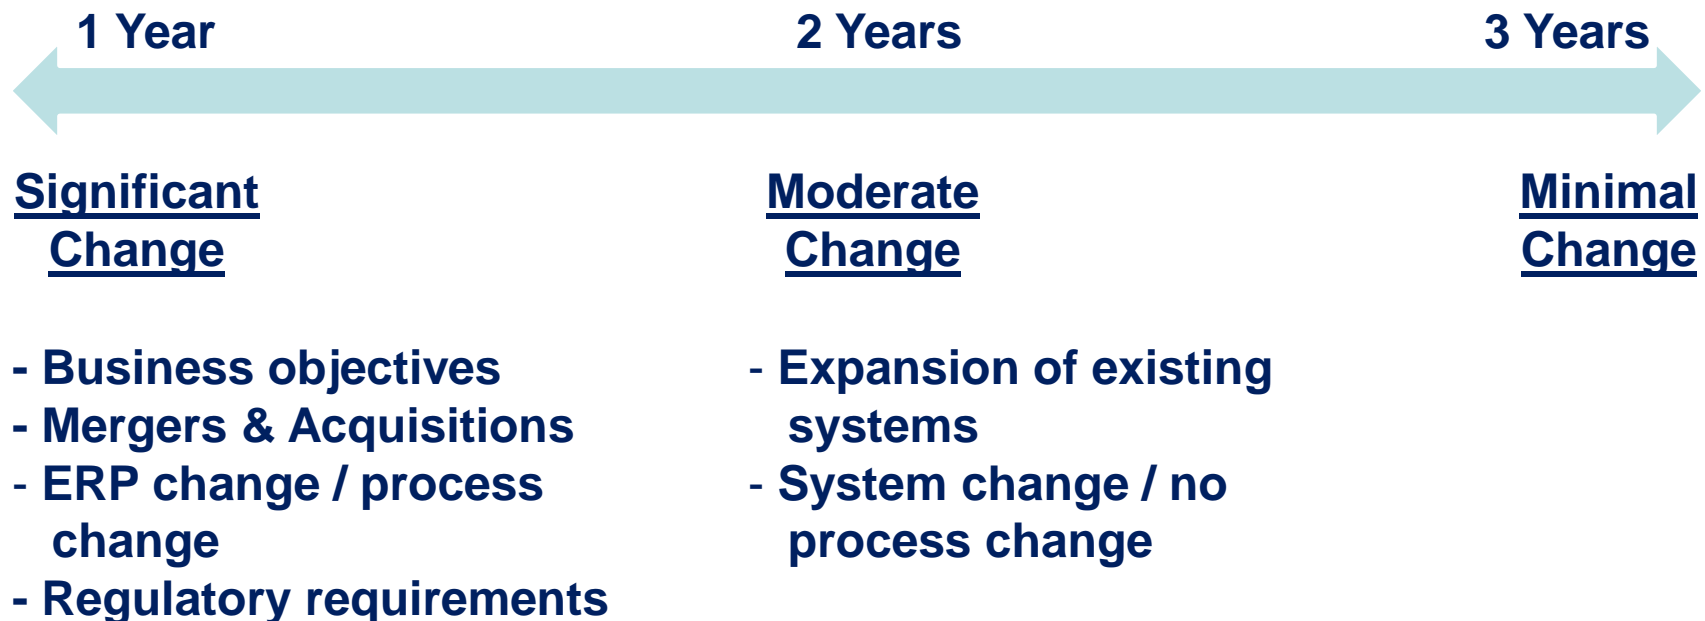 1 Year
2 Years
3 Years
Significant
Change
Moderate
Change
Minimal
Change
- Business objectives
- Mergers & Acquisitions
- ERP change / process
change
- Regulatory requirements
- Expansion of existing
systems
- System change / no
process change